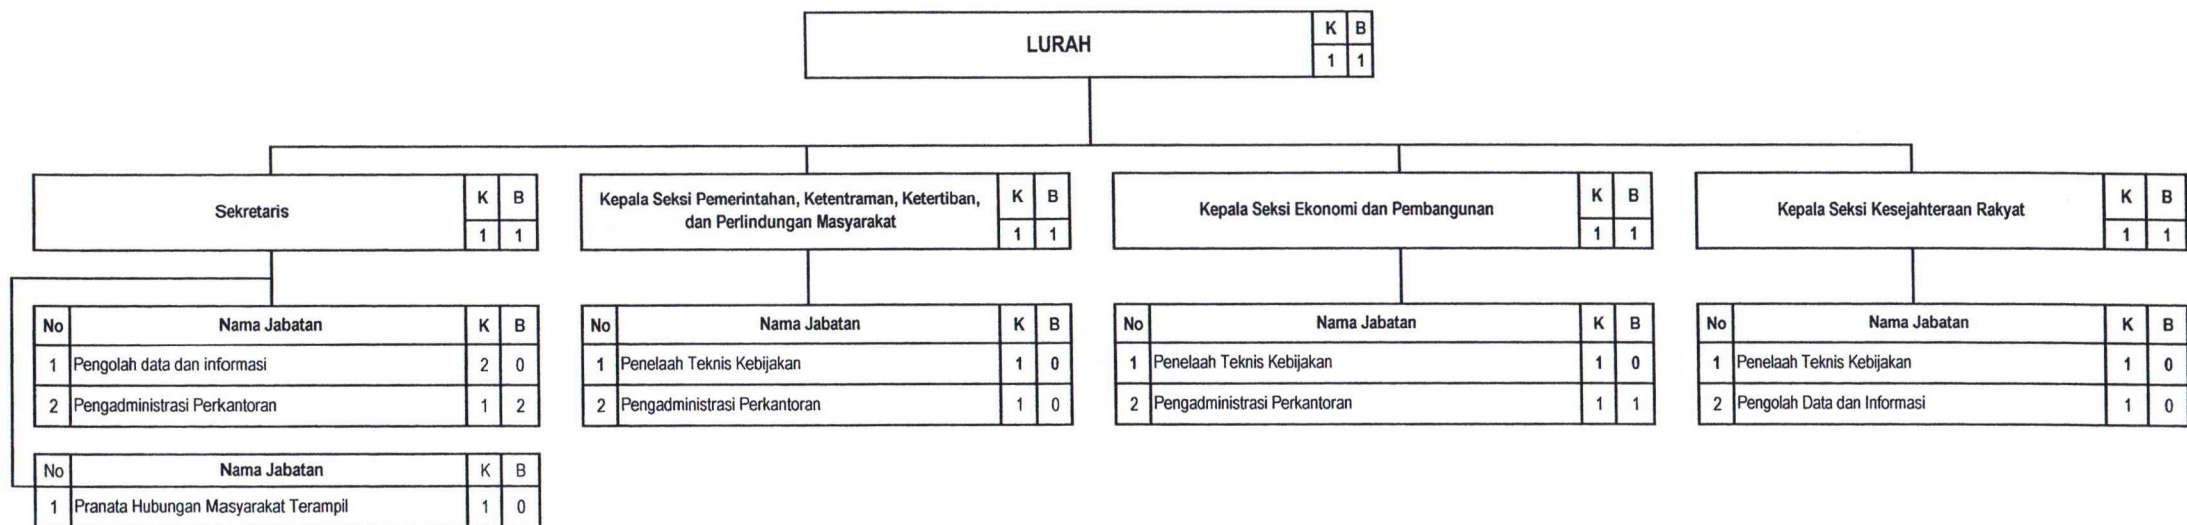 LURAH K B
1 1
Sekretaris K B
1 1
Kepala Seksi Pemerintahan, Ketentraman, Ketertiban,
dan Perlindungan Masyarakat K B
1 1
Kepala Seksi Ekonomi dan Pembangunan K B
1 1
Kepala Seksi Kesejahteraan Rakyat K B
1 1
No Nama Jabatan K B
1 Pengolah data dan informasi 2 0
2 Pengadministrasi Perkantoran 1 2
No Nama Jabatan K B
1 Pranata Hubungan Masyarakat Terampil 1 0
No Nama Jabatan K B
1 Penelaah Teknis Kebijakan 1 0
2 Pengadministrasi Perkantoran 1 0
No Nama Jabatan K B
1 Penelaah Teknis Kebijakan 1 0
2 Pengadministrasi Perkantoran 1 1
No Nama Jabatan K B
1 Penelaah Teknis Kebijakan 1 0
2 Pengolah Data dan Informasi 1 0